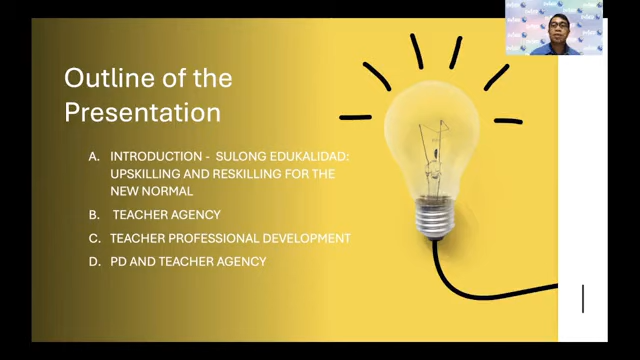 Outline of the
Presentation
A. INTRODUCTION - SULONG EDUKALIDAD:
UPSKILLING AND RESKILLING FOR THE
NEW NORMAL
B. TEACHER AGENCY
C. TEACHER PROFESSIONAL DEVELOPMENT
D. PD AND TEACHER AGENCY